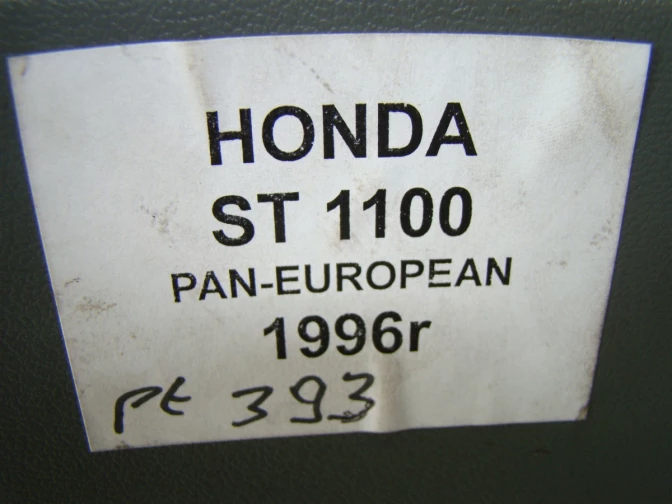 HONDA
ST 1100
PAN-EUROPEAN
1996r
pt 393